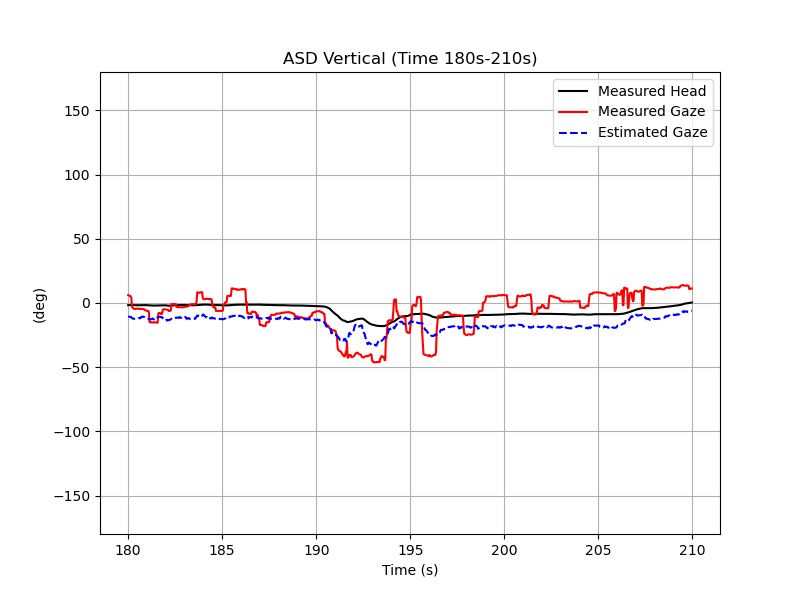 ASD Vertical (Time 180s-210s)
Measured Head
Measured Gaze
Estimated Gaze
150
100
50
0
−50
−100
−150
(deg)
180
185
190
195
200
205
210
Time (s)